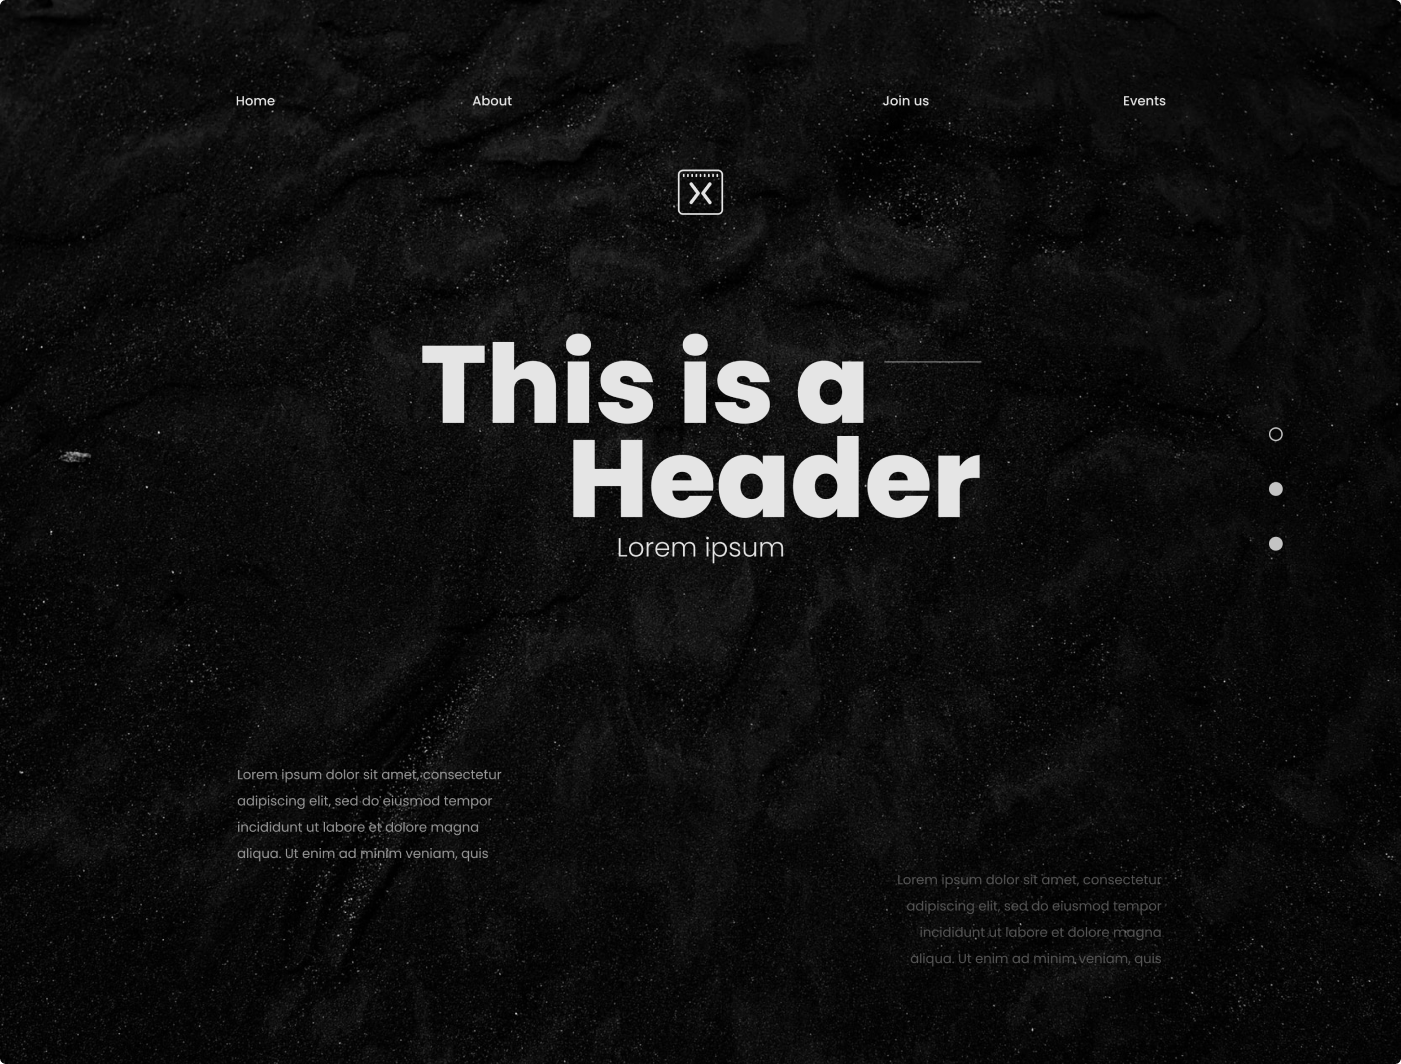 Home
About
Join us
Events
This is a
Header
Lorem ipsum
Lorem ipsum dolor sit amet, consectetur
adipiscing elit, sed do eiusmod tempor
incididunt ut labore et dolore magna
aliqua. Ut enim ad minim veniam, quis
Lorem ipsum dolor sit amet, consectetur
adipiscing elit, sed do eiusmod tempor
incididunt ut labore et dolore magna
aliqua. Ut enim ad minim veniam, quis